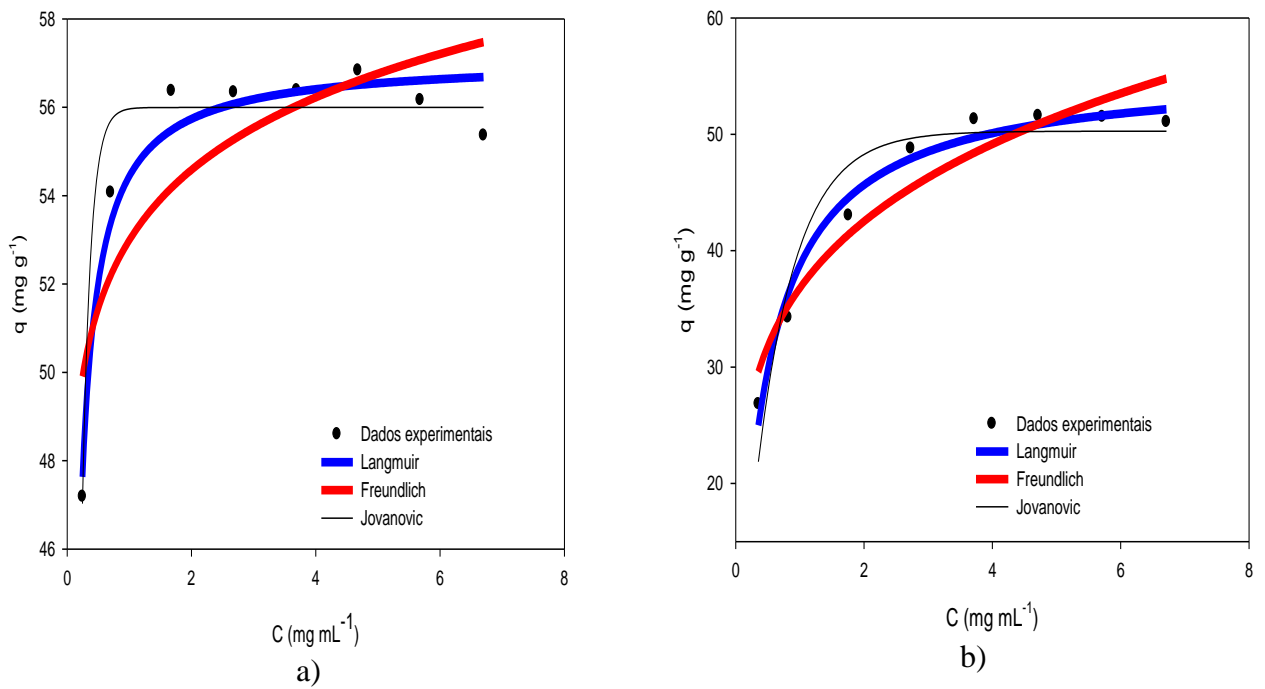 58
56
54
52
50
48
46
q (mg g-1)
Dados experimentais
Langmuir
Freundlich
Jovanovic
0 2 4 6 8
C (mg mL-1)
a)
60
50
40
30
20
q (mg g-1)
Dados experimentais
Langmuir
Freundlich
Jovanovic
0 2 4 6 8
C (mg mL-1)
b)